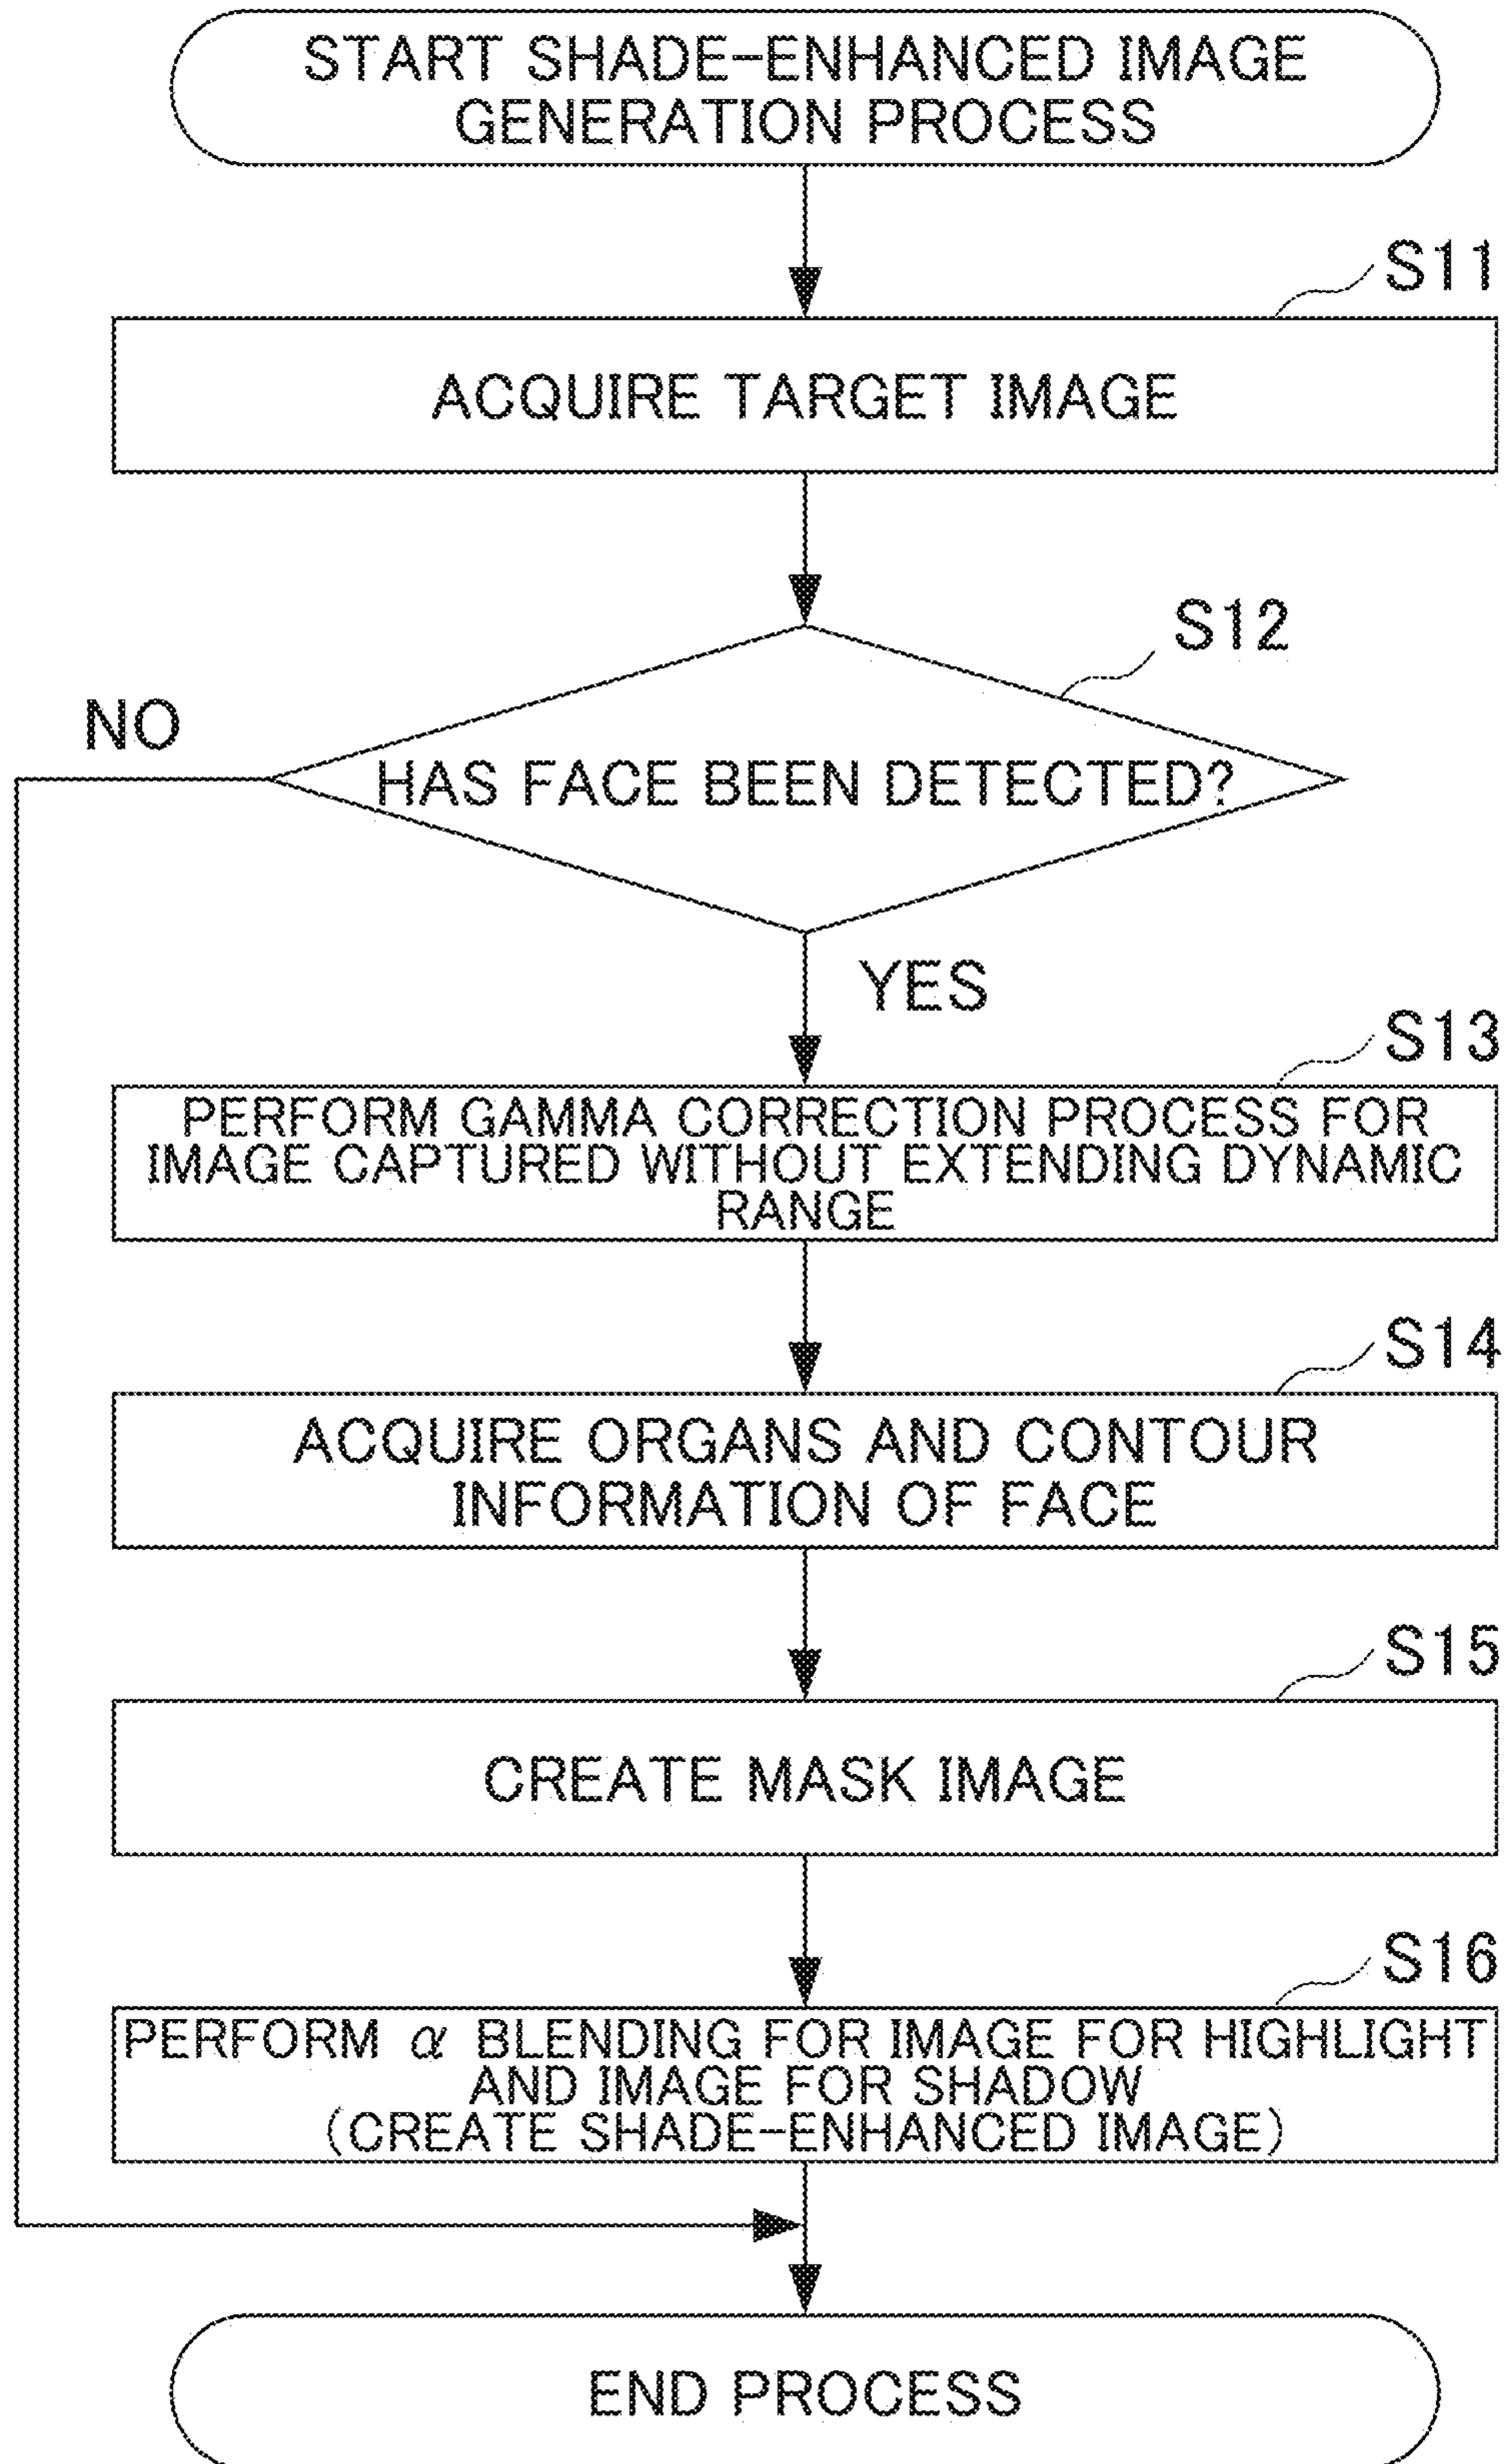 START SHADE-ENHANCED IMAGE
GENERATION PROCESS
S11
ACQUIRE TARGET IMAGE
S12
NO
HAS FACE BEEN DETECTED?
YES
S13
PERFORM GAMMA CORRECTION PROCESS FOR
IMAGE CAPTURED WITHOUT EXTENDING DYNAMIC
RANGE
S14
ACQUIRE ORGANS AND CONTOUR
INFORMATION OF FACE
S15
CREATE MASK IMAGE
S16
PERFORM α BLENDING FOR IMAGE FOR HIGHLIGHT
AND IMAGE FOR SHADOW
(CREATE SHADE-ENHANCED IMAGE)
END PROCESS